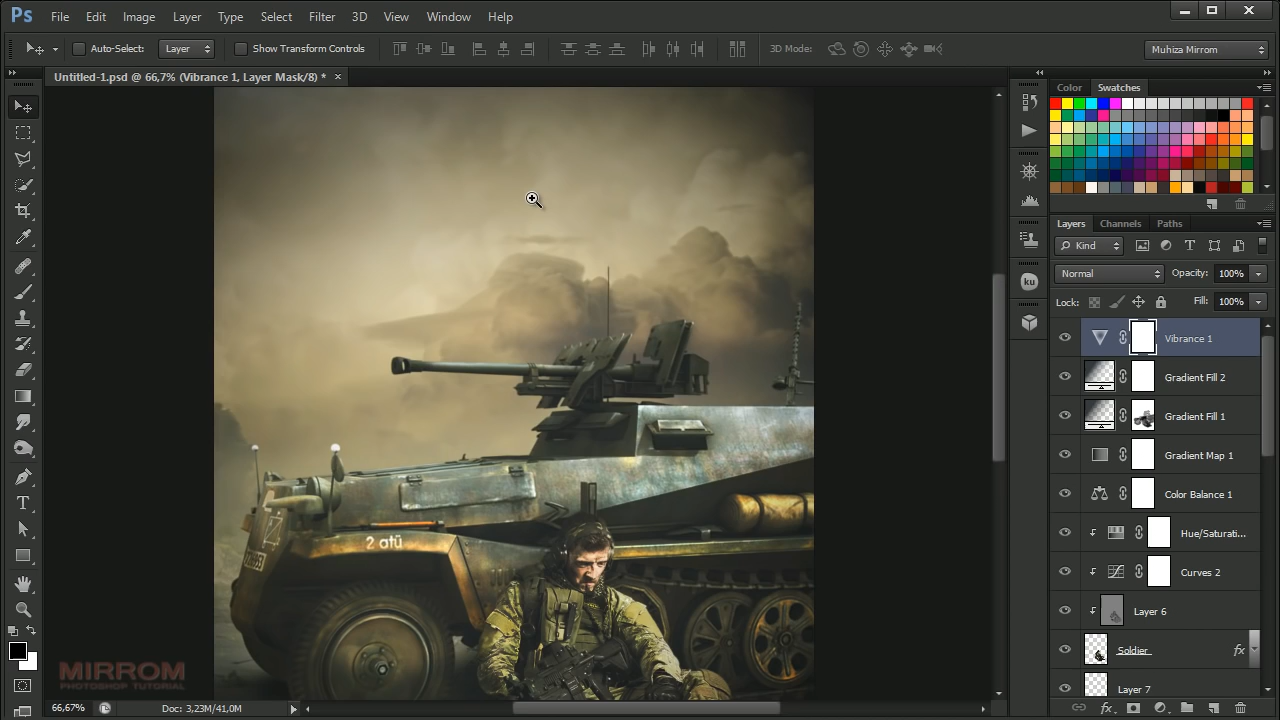 Ps File Edit Image Layer Type Select Filter 3D View Window Help
Auto-Select: Layer Show Transform Controls 3D Mode: Muhiza Mirrom
Untitled-1.psd @ 66,7% (Vibrance 1, Layer Mask/8) * ×
Color Swatches
Layers Channels Paths
Kind
Normal Opacity: 100%
Lock: Fill: 100%
ku
Vibrance 1
Gradient Fill 2
Gradient Fill 1
Gradient Map 1
Color Balance 1
Hue/Saturati...
Curves 2
Layer 6
Soldier fx
Layer 7
2 atü
MIRROM
PHOTOSHOP TUTORIAL
66,67% Doc: 3,23M/41,0M
fx